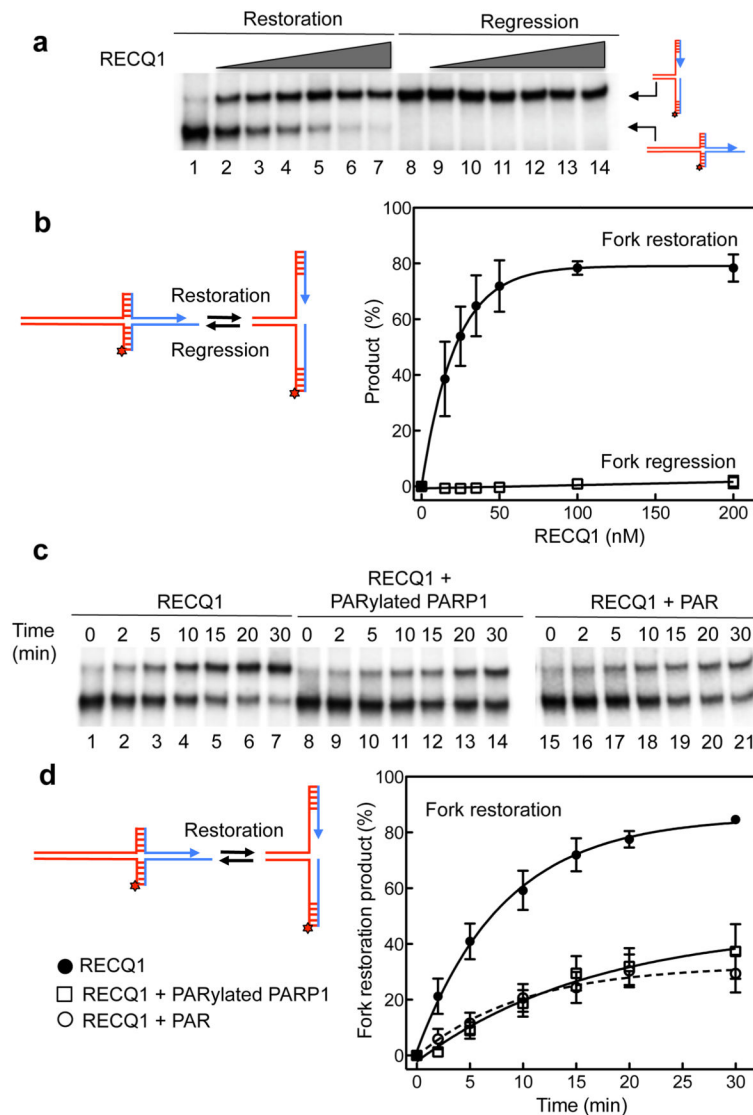 a
Restoration Regression
RECQ1
1 2 3 4 5 6 7 8 9 10 11 12 13 14
b
Restoration
Regression
Product (%)
80
60
40
20
0
Fork restoration
Fork regression
0 50 100 150 200
RECQ1 (nM)
c
RECQ1
RECQ1 +
PARylated PARP1
RECQ1 + PAR
Time
(min)
0 2 5 10 15 20 30 0 2 5 10 15 20 30 0 2 5 10 15 20 30
1 2 3 4 5 6 7 8 9 10 11 12 13 14 15 16 17 18 19 20 21
d
Restoration
RECQ1
RECQ1 + PARylated PARP1
RECQ1 + PAR
Fork restoration product (%)
100
80
60
40
20
0
Fork restoration
0 5 10 15 20 25 30
Time (min)